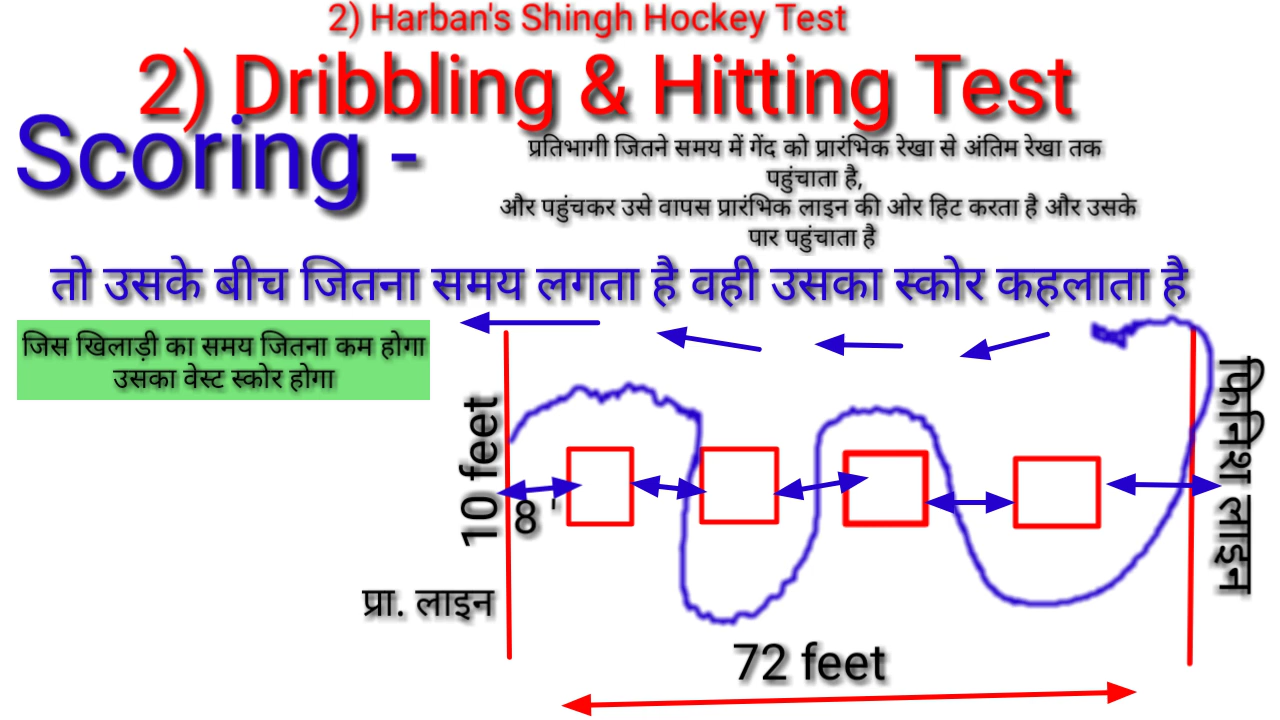 2) Harban's Shingh Hockey Test
2) Dribbling & Hitting Test
Scoring -
प्रतिभागी जितने समय में गेंद को प्रारंभिक रेखा से अंतिम रेखा तक
पहुंचाता है,
और पहुंचकर उसे वापस प्रारंभिक लाइन की ओर हिट करता है और उसके
पार पहुंचाता है
तो उसके बीच जितना समय लगता है वही उसका स्कोर कहलाता है
जिस खिलाड़ी का समय जितना कम होगा
उसका वेस्ट स्कोर होगा
10 feet
8 '
प्रा. लाइन
फिनिश लाइन
72 feet